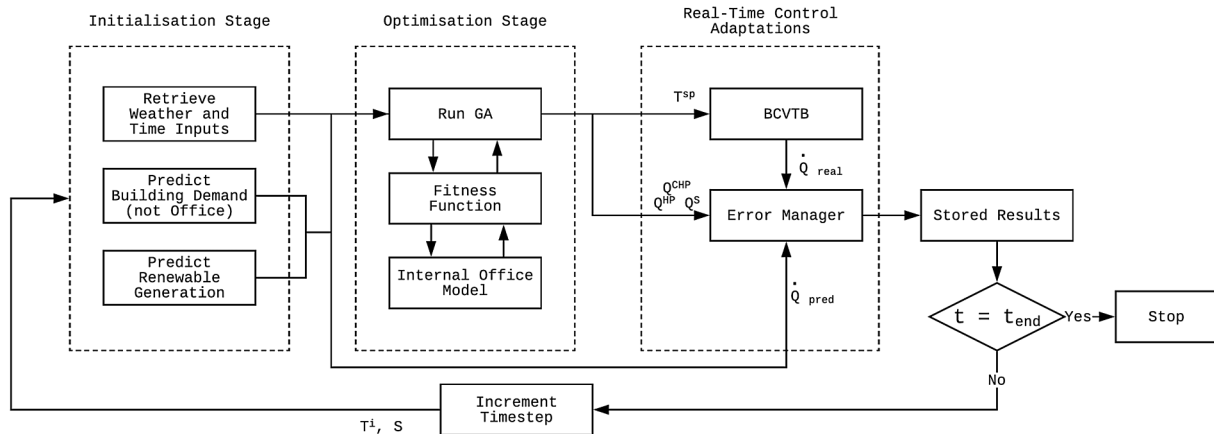 Initialisation Stage
Optimisation Stage
Real-Time Control
Adaptations
Retrieve
Weather and
Time Inputs
Predict
Building Demand
(not Office)
Predict
Renewable
Generation
Run GA
Fitness
Function
Internal Office
Model
T^sp
BCVTB
Q̇ real
Q^CHP
Q^HP Q^S
Error Manager
Q̇ pred
Stored Results
t = t_end
Yes
Stop
No
Increment
Timestep
T^i, S